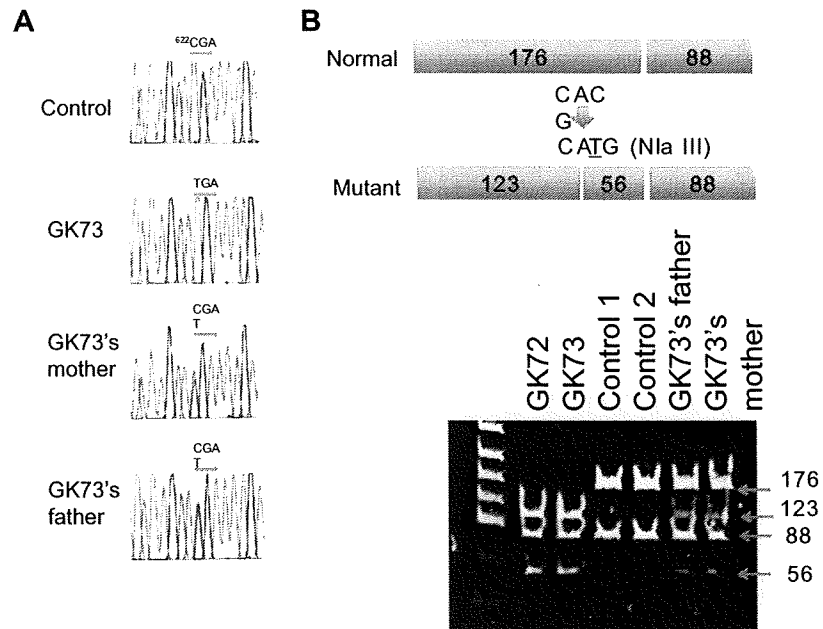 A
622CGA
Control
TGA
GK73
CGA
T
GK73's
mother
CGA
T
GK73's
father
B
Normal
176
88
CAC
G
CATG (Nla III)
Mutant
123
56
88
GK72
GK73
Control 1
Control 2
GK73's father
GK73's
mother
176
123
88
56